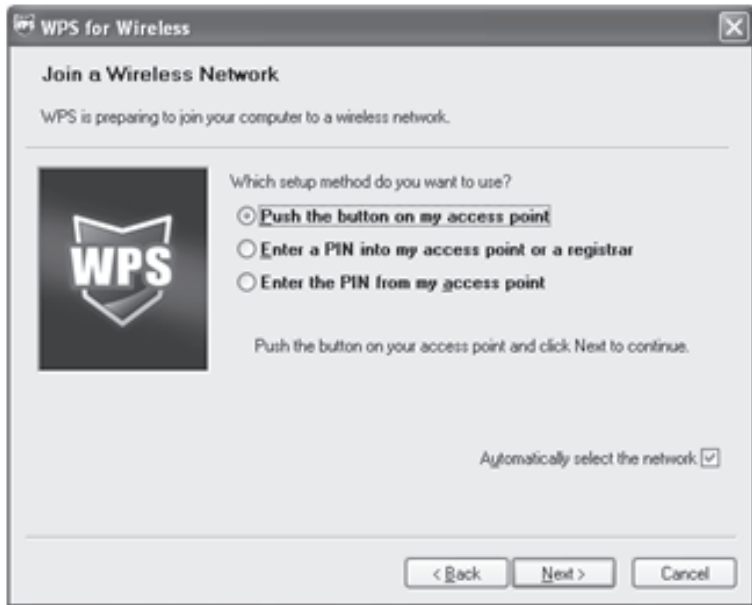 WPS for Wireless
Join a Wireless Network
WPS is preparing to join your computer to a wireless network.
WPS
Which setup method do you want to use?
Push the button on my access point
Enter a PIN into my access point or a registrar
Enter the PIN from my access point
Push the button on your access point and click Next to continue.
Automatically select the network
< Back
Next >
Cancel